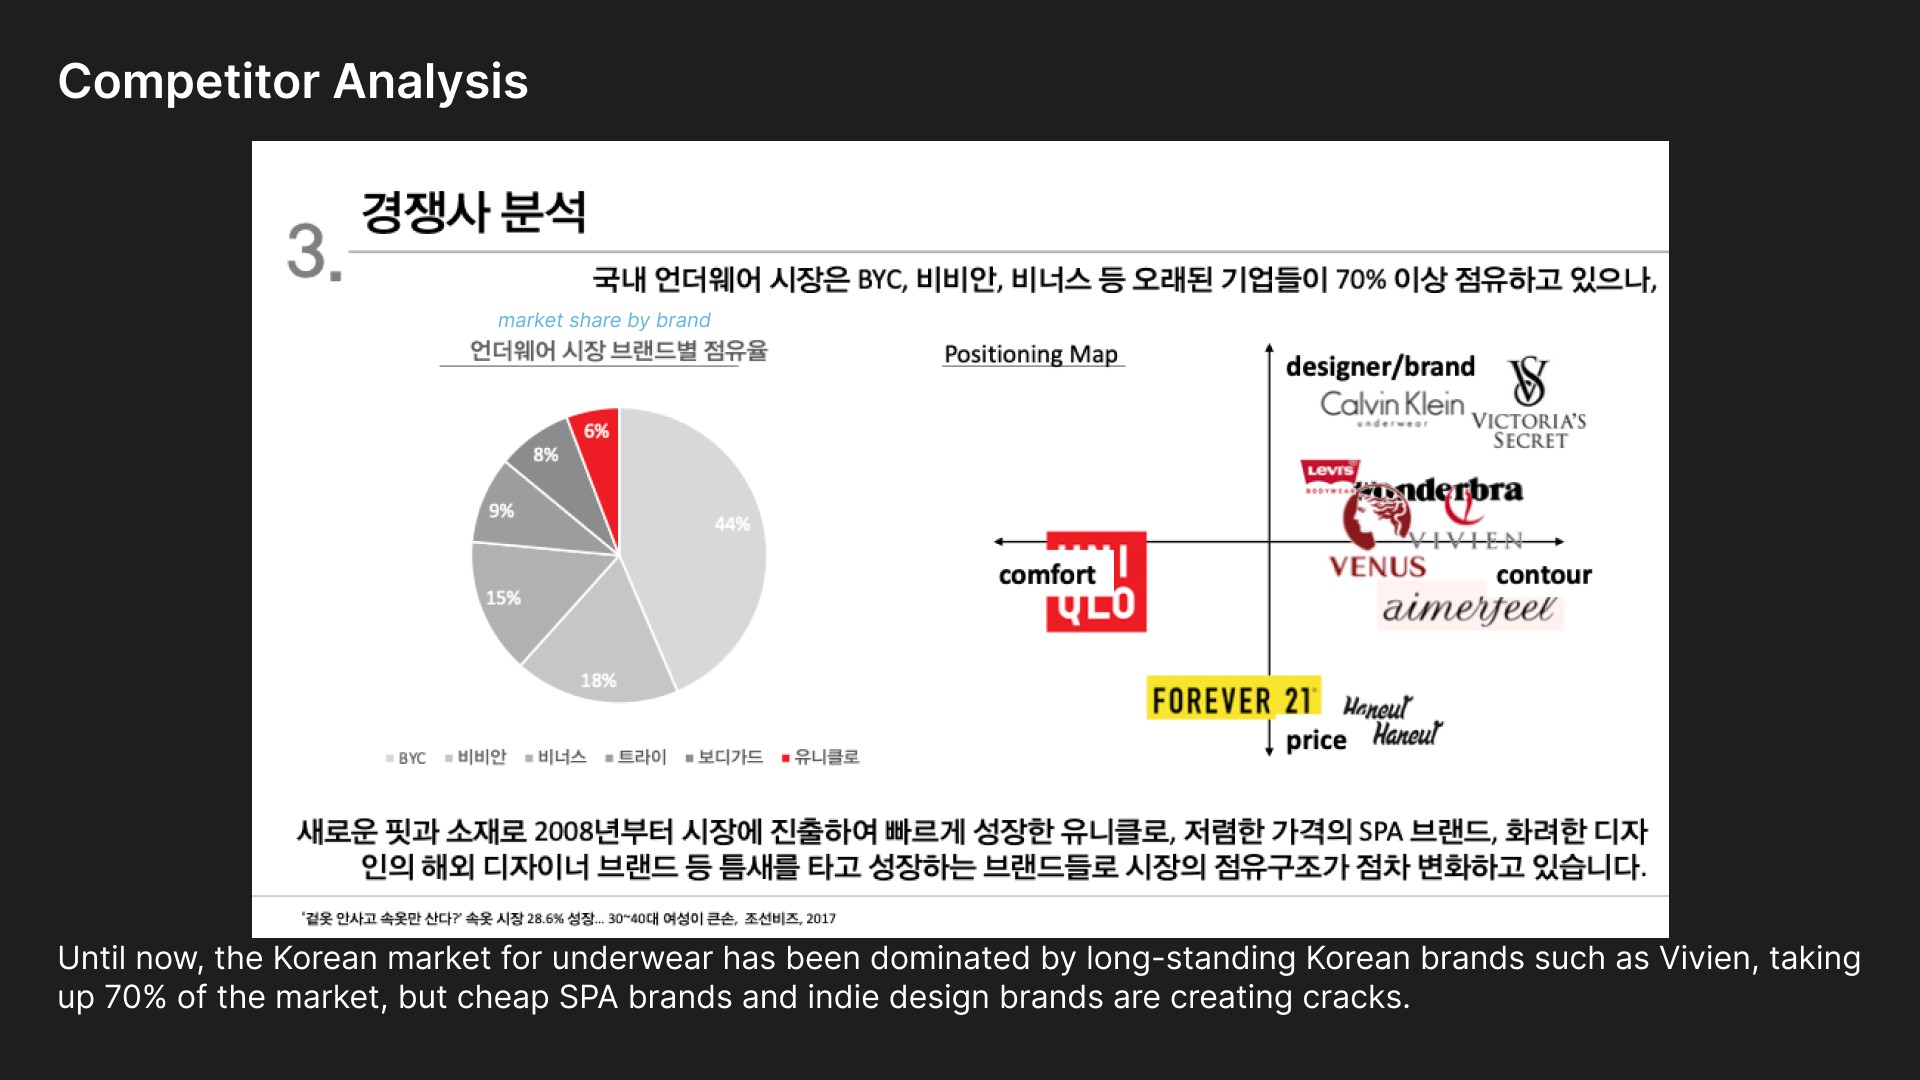 Competitor Analysis
3.
경쟁사 분석
국내 언더웨어 시장은 BYC, 비비안, 비너스 등 오래된 기업들이 70% 이상 점유하고 있으나,
market share by brand
언더웨어 시장 브랜드별 점유율
6%
8%
9%
44%
15%
18%
BYC 비비안 비너스 트라이 보디가드 유니클로
Positioning Map
designer/brand
Calvin Klein
underwear
VS
VICTORIA'S
SECRET
Levi's
BODYWEAR
wonderbra
VIVIEN
VENUS
comfort
QLO
contour
aimerfeel
FOREVER 21
Haneul
Haneul
price
새로운 핏과 소재로 2008년부터 시장에 진출하여 빠르게 성장한 유니클로, 저렴한 가격의 SPA 브랜드, 화려한 디자
인의 해외 디자이너 브랜드 등 틈새를 타고 성장하는 브랜드들로 시장의 점유구조가 점차 변화하고 있습니다.
'겉옷 안사고 속옷만 산다?' 속옷 시장 28.6% 성장... 30~40대 여성이 큰손, 조선비즈, 2017
Until now, the Korean market for underwear has been dominated by long-standing Korean brands such as Vivien, taking
up 70% of the market, but cheap SPA brands and indie design brands are creating cracks.